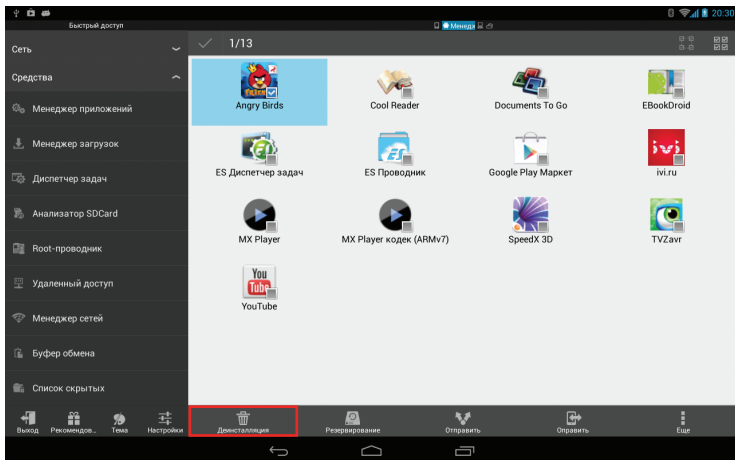 20:30
Быстрый доступ
Менедж
Сеть
1/13
Средства
Менеджер приложений
Менеджер загрузок
Диспетчер задач
Анализатор SDCard
Root-проводник
Удаленный доступ
Менеджер сетей
Буфер обмена
Список скрытых
Angry Birds
Cool Reader
Documents To Go
EBookDroid
ES Диспетчер задач
ES Проводник
Google Play Маркет
ivi.ru
MX Player
MX Player кодек (ARMv7)
SpeedX 3D
TVZavr
YouTube
Выход
Рекомендов..
Тема
Настройки
Деинсталляция
Резервирование
Отправить
Оправить
Еще